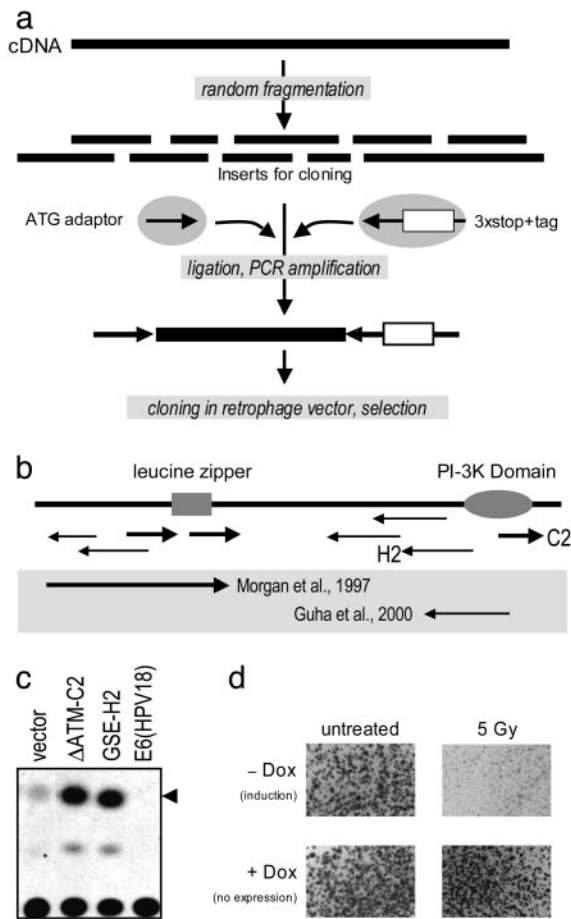 a
cDNA
random fragmentation
Inserts for cloning
ATG adaptor
3xstop+tag
ligation, PCR amplification
cloning in retrophage vector, selection
b
leucine zipper
PI-3K Domain
C2
H2
Morgan et al., 1997
Guha et al., 2000
c
vector
ΔATM-C2
GSE-H2
E6(HPV18)
d
untreated
5 Gy
– Dox
(induction)
+ Dox
(no expression)